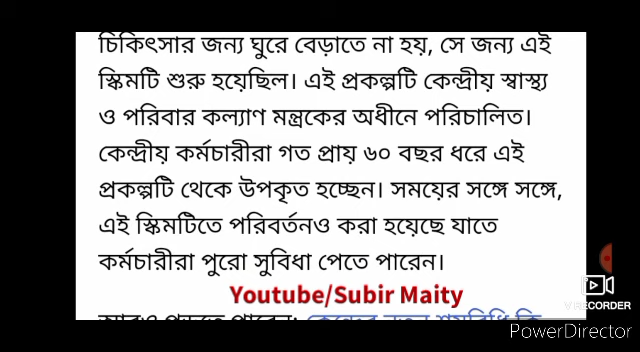 চিকিৎসার জন্য ঘুরে বেড়াতে না হয়, সে জন্য এই
স্কিমটি শুরু হয়েছিল। এই প্রকল্পটি কেন্দ্রীয় স্বাস্থ্য
ও পরিবার কল্যাণ মন্ত্রকের অধীনে পরিচালিত।
কেন্দ্রীয় কর্মচারীরা গত প্রায় ৬০ বছর ধরে এই
প্রকল্পটি থেকে উপকৃত হচ্ছেন। সময়ের সঙ্গে সঙ্গে,
এই স্কিমটিতে পরিবর্তনও করা হয়েছে যাতে
কর্মচারীরা পুরো সুবিধা পেতে পারেন।
Youtube/Subir Maity
V RECORDER
PowerDirector